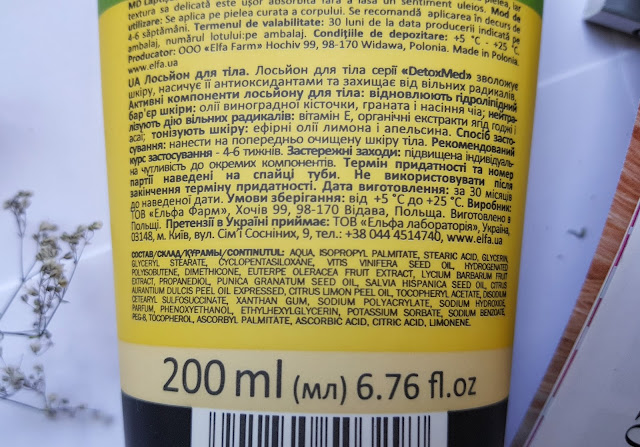 MD Lap
textura sa delicată este ușor absorbită fără a lăsa un sentiment uleios. Mod de
utilizare: Se aplica pe pielea curata a corpului. Se recomandă aplicarea în decurs de
4-6 săptămâni. Termenul de valabilitate: 30 luni de la data producerii indicată pe
ambalaj, numărul lotului:pe ambalaj. Condițiile de depozitare: +5 °C - +25 °C.
Producator: OOO «Elfa Farm» Hochiv 99, 98-170 Widawa, Polonia. Made in Polonia.
www.elfa.ua
UA Лосьйон для тіла. Лосьйон для тіла серії «DetoxMed» зволожує
шкіру, насичує її антиоксидантами та захищає від вільних радикалів.
Активні компоненти лосьйону для тіла: відновлюють гідроліпідний
бар'єр шкіри: олії виноградної кісточки, граната і насіння чіа; нейтра-
лізують дію вільних радикалів: вітамін Е, органічні екстракти ягід годжі і
асаї; тонізують шкіру: ефірні олії лимона і апельсина. Спосіб засто-
сування: нанести на попередньо очищену шкіру тіла. Рекомендований
курс застосування - 4-6 тижнів. Застережні заходи: підвищена індивідуаль-
на чутливість до окремих компонентів. Термін придатності та номер
партії наведені на спайці туби. Не використовувати після
закінчення терміну придатності. Дата виготовлення: за 30 місяців
до наведеної дати. Умови зберігання: від +5 °С до +25 °С. Виробник:
ТОВ «Ельфа Фарм», Хочів 99, 98-170 Відава, Польща. Виготовлено в
Польщі. Претензії в Україні приймає: ТОВ «Ельфа лабораторія», Україна,
03148, м. Київ, вул. Сім'ї Сосніних, 9, тел.: +38 044 4514740, www.elfa.ua
СОСТАВ/СКЛАД/ҚҰРАМЫ/CONTINUTUL: AQUA, ISOPROPYL PALMITATE, STEARIC ACID, GLYCERIN,
GLYCERYL STEARATE, CYCLOPENTASILOXANE, VITIS VINIFERA SEED OIL, HYDROGENATED
POLYISOBUTENE, DIMETHICONE, EUTERPE OLERACEA FRUIT EXTRACT, LYCIUM BARBARUM FRUIT
EXTRACT, PROPANEDIOL, PUNICA GRANATUM SEED OIL, SALVIA HISPANICA SEED OIL, CITRUS
AURANTIUM DULCIS PEEL OIL EXPRESSED, CITRUS LIMON PEEL OIL, TOCOPHERYL ACETATE, DISODIUM
CETEARYL SULFOSUCCINATE, XANTHAN GUM, SODIUM POLYACRYLATE, SODIUM HYDROXIDE,
PARFUM, PHENOXYETHANOL, ETHYLHEXYLGLYCERIN, POTASSIUM SORBATE, SODIUM BENZOATE,
PEG-8, TOCOPHEROL, ASCORBYL PALMITATE, ASCORBIC ACID, CITRIC ACID, LIMONENE.
200 ml (мл) 6.76 fl.oz